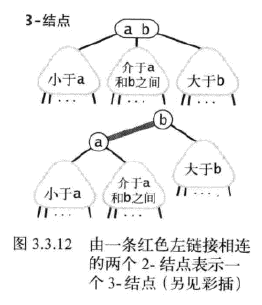 3-结点
a b
小于a
介于a
和b之间
大于b
b
a
大于b
小于a
介于a
和b之间
图 3.3.12 由一条红色左链接相连
的两个 2- 结点表示一
个 3- 结点（另见彩插）